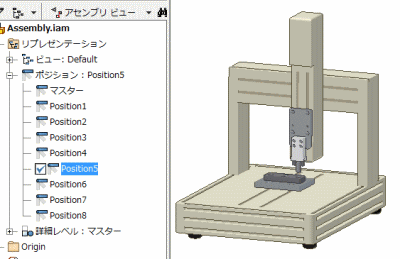 アセンブリ ビュー
Assembly.iam
リプレゼンテーション
ビュー : Default
ポジション : Position5
マスター
Position1
Position2
Position3
Position4
Position5
Position6
Position7
Position8
詳細レベル : マスター
Origin